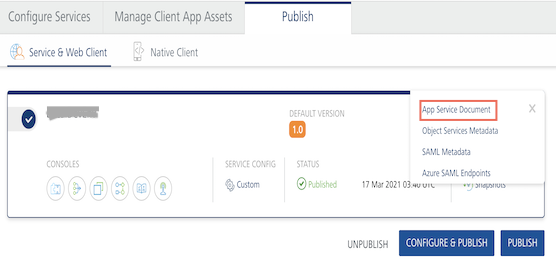 Configure Services
Manage Client App Assets
Publish
Service & Web Client
Native Client
DEFAULT VERSION
1.0
App Service Document
Object Services Metadata
SAML Metadata
Azure SAML Endpoints
CONSOLES
SERVICE CONFIG
Custom
STATUS
Published
17 Mar 2021 03:40 UTC
Snapshots
UNPUBLISH
CONFIGURE & PUBLISH
PUBLISH